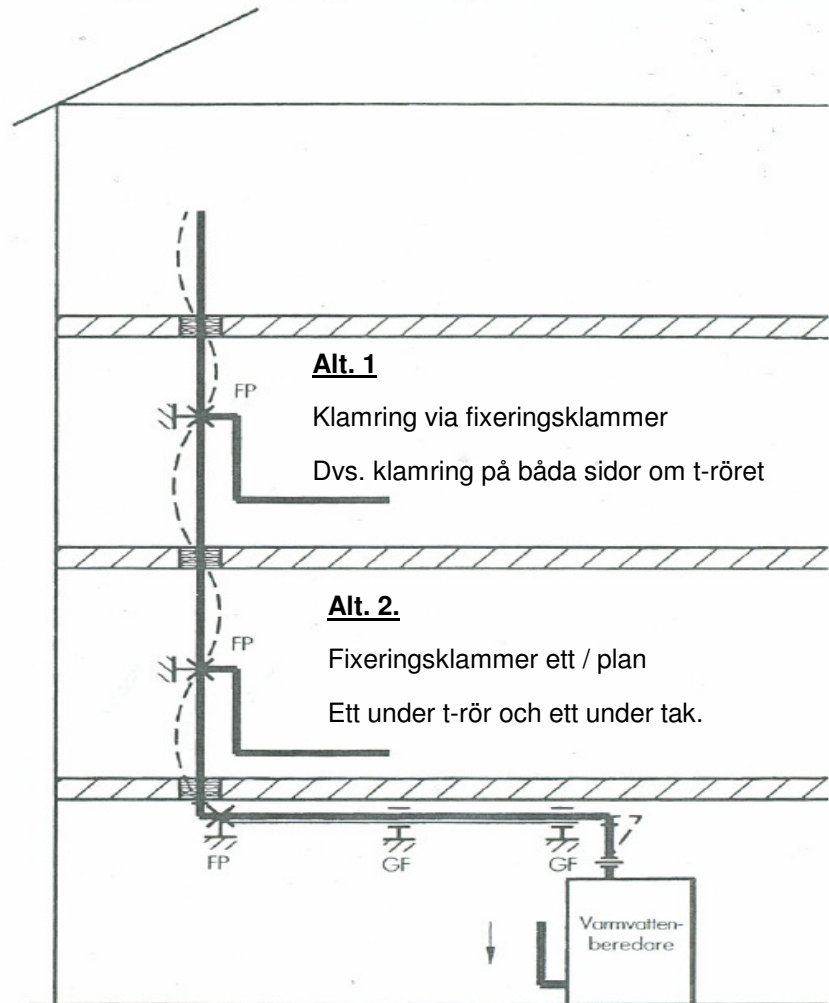 Alt. 1
FP
Klamring via fixeringsklammer
Dvs. klamring på båda sidor om t-röret
Alt. 2.
FP
Fixeringsklammer ett / plan
Ett under t-rör och ett under tak.
FP
GF
GF
Varmvatten-
beredare